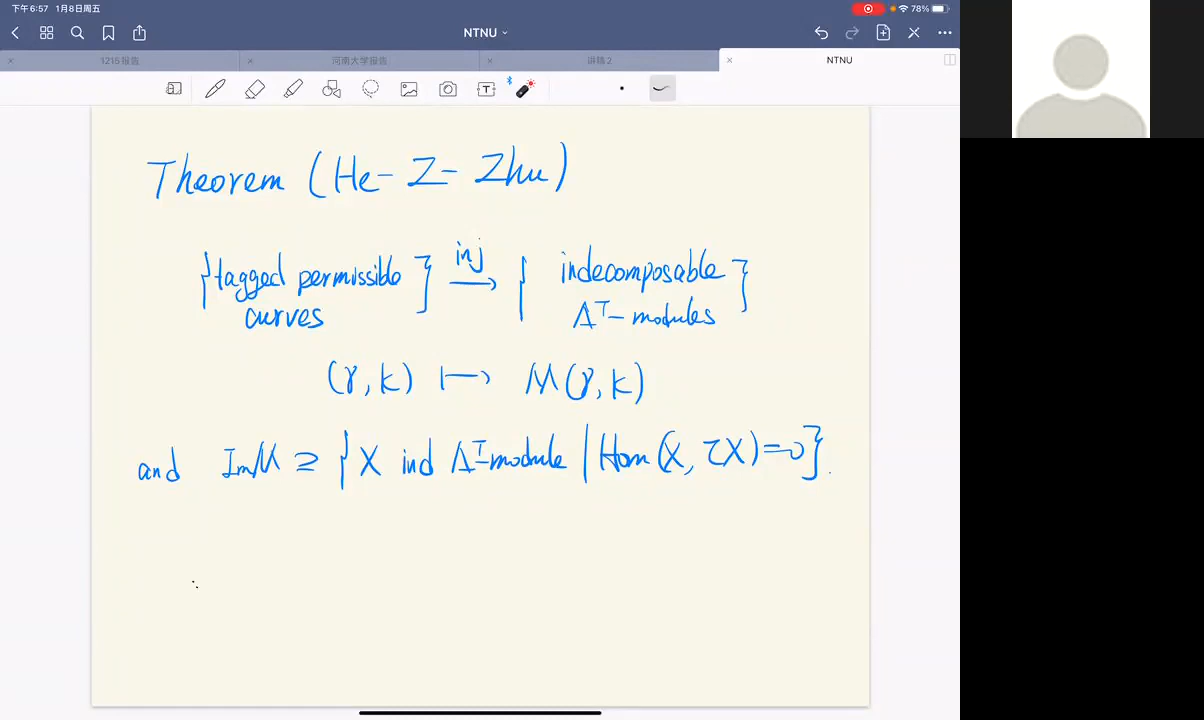 下午6:57 1月8日周五
78%
NTNU
1215报告
河南大学报告
讲稿2
NTNU
Theorem (He-Z-Zhu)
{tagged permissible curves} inj→ {indecomposable Λᵀ-modules}
(γ,k) ↦ M(γ,k)
and ImM ⊇ {X ind Λᵀ-module | Hom(X, τX)=0}.